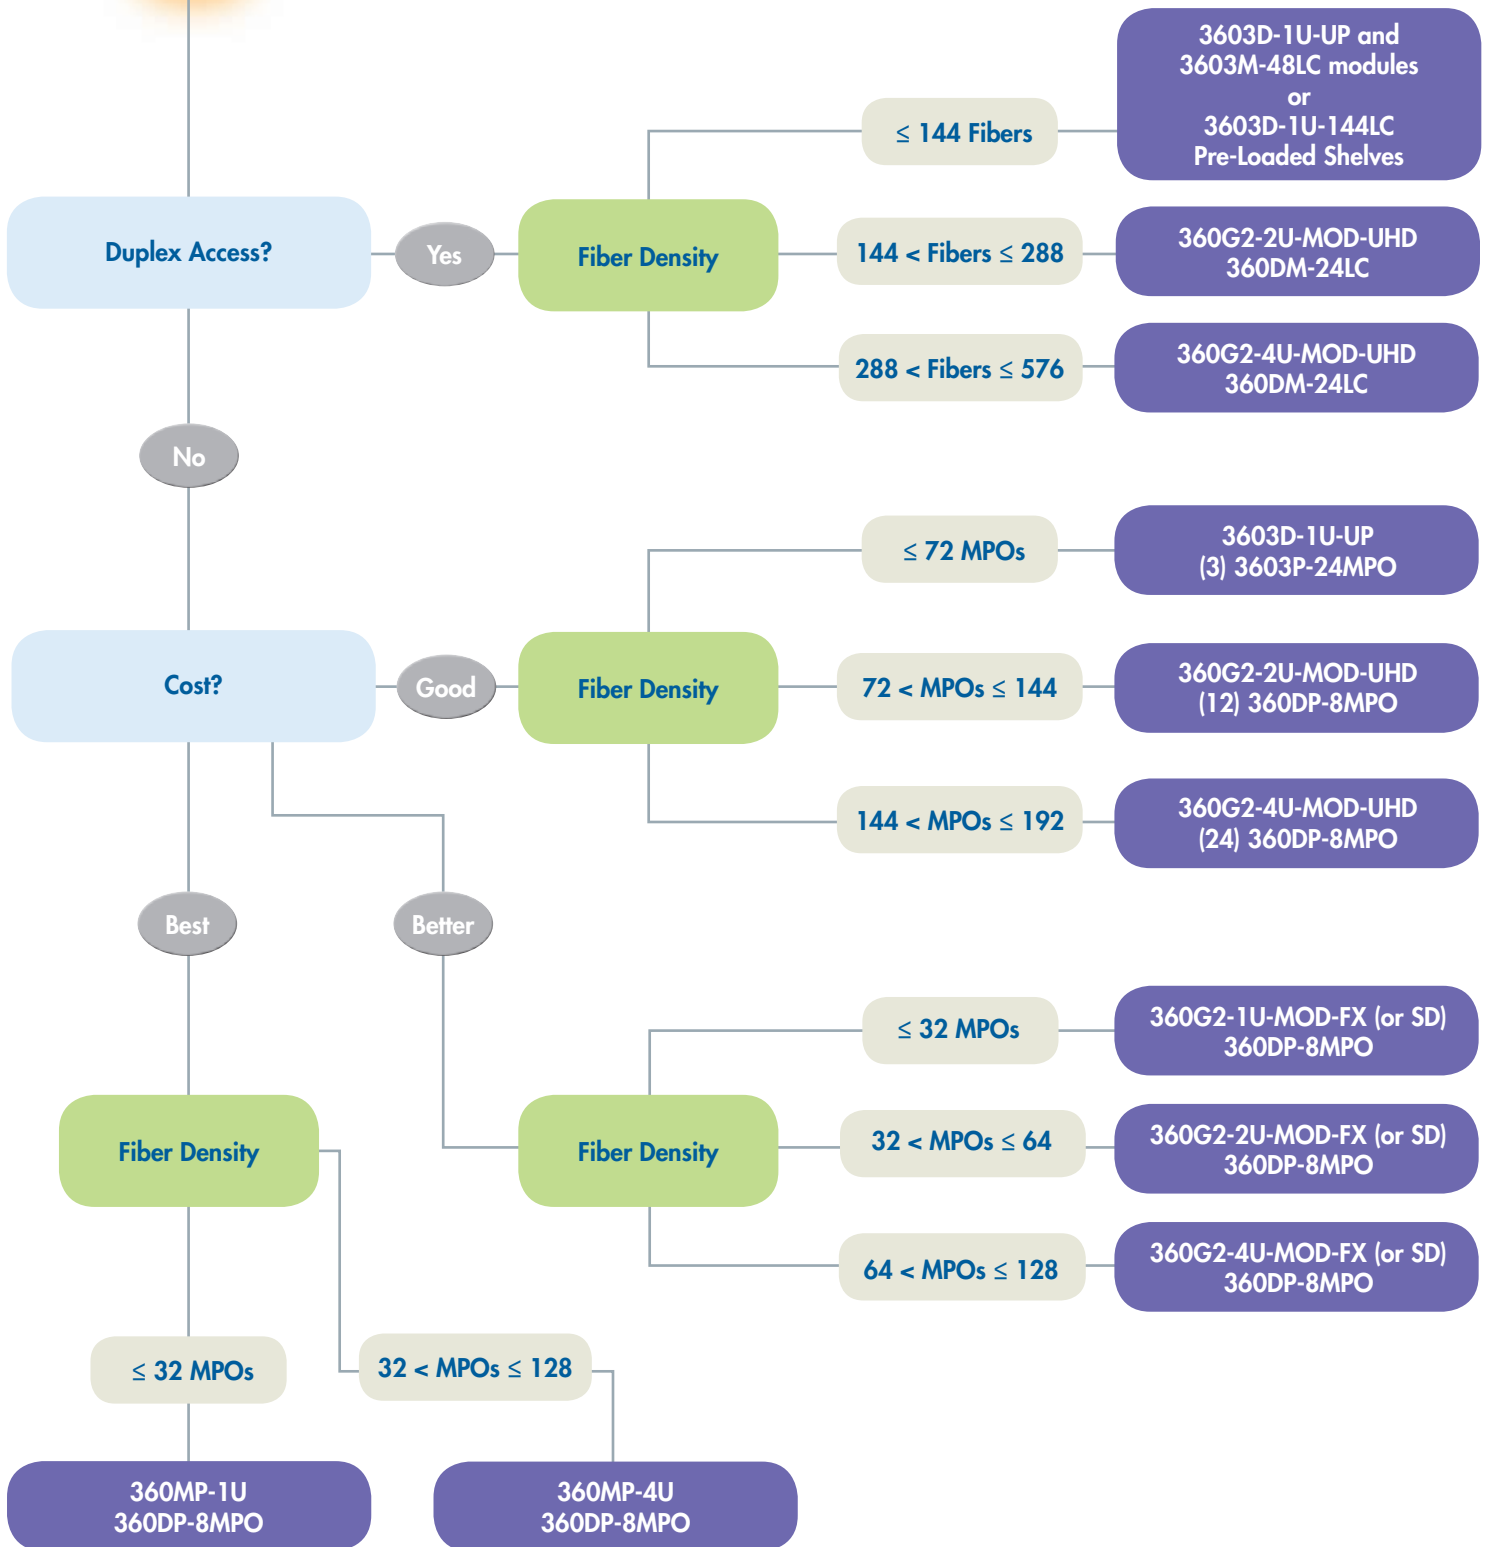 3603D-1U-UP and
3603M-48LC modules
or
3603D-1U-144LC
Pre-Loaded Shelves
≤ 144 Fibers
Duplex Access?
Yes
Fiber Density
144 < Fibers ≤ 288
360G2-2U-MOD-UHD
360DM-24LC
288 < Fibers ≤ 576
360G2-4U-MOD-UHD
360DM-24LC
No
≤ 72 MPOs
3603D-1U-UP
(3) 3603P-24MPO
Cost?
Good
Fiber Density
72 < MPOs ≤ 144
360G2-2U-MOD-UHD
(12) 360DP-8MPO
144 < MPOs ≤ 192
360G2-4U-MOD-UHD
(24) 360DP-8MPO
Best
Better
≤ 32 MPOs
360G2-1U-MOD-FX (or SD)
360DP-8MPO
Fiber Density
Fiber Density
32 < MPOs ≤ 64
360G2-2U-MOD-FX (or SD)
360DP-8MPO
64 < MPOs ≤ 128
360G2-4U-MOD-FX (or SD)
360DP-8MPO
≤ 32 MPOs
32 < MPOs ≤ 128
360MP-1U
360DP-8MPO
360MP-4U
360DP-8MPO